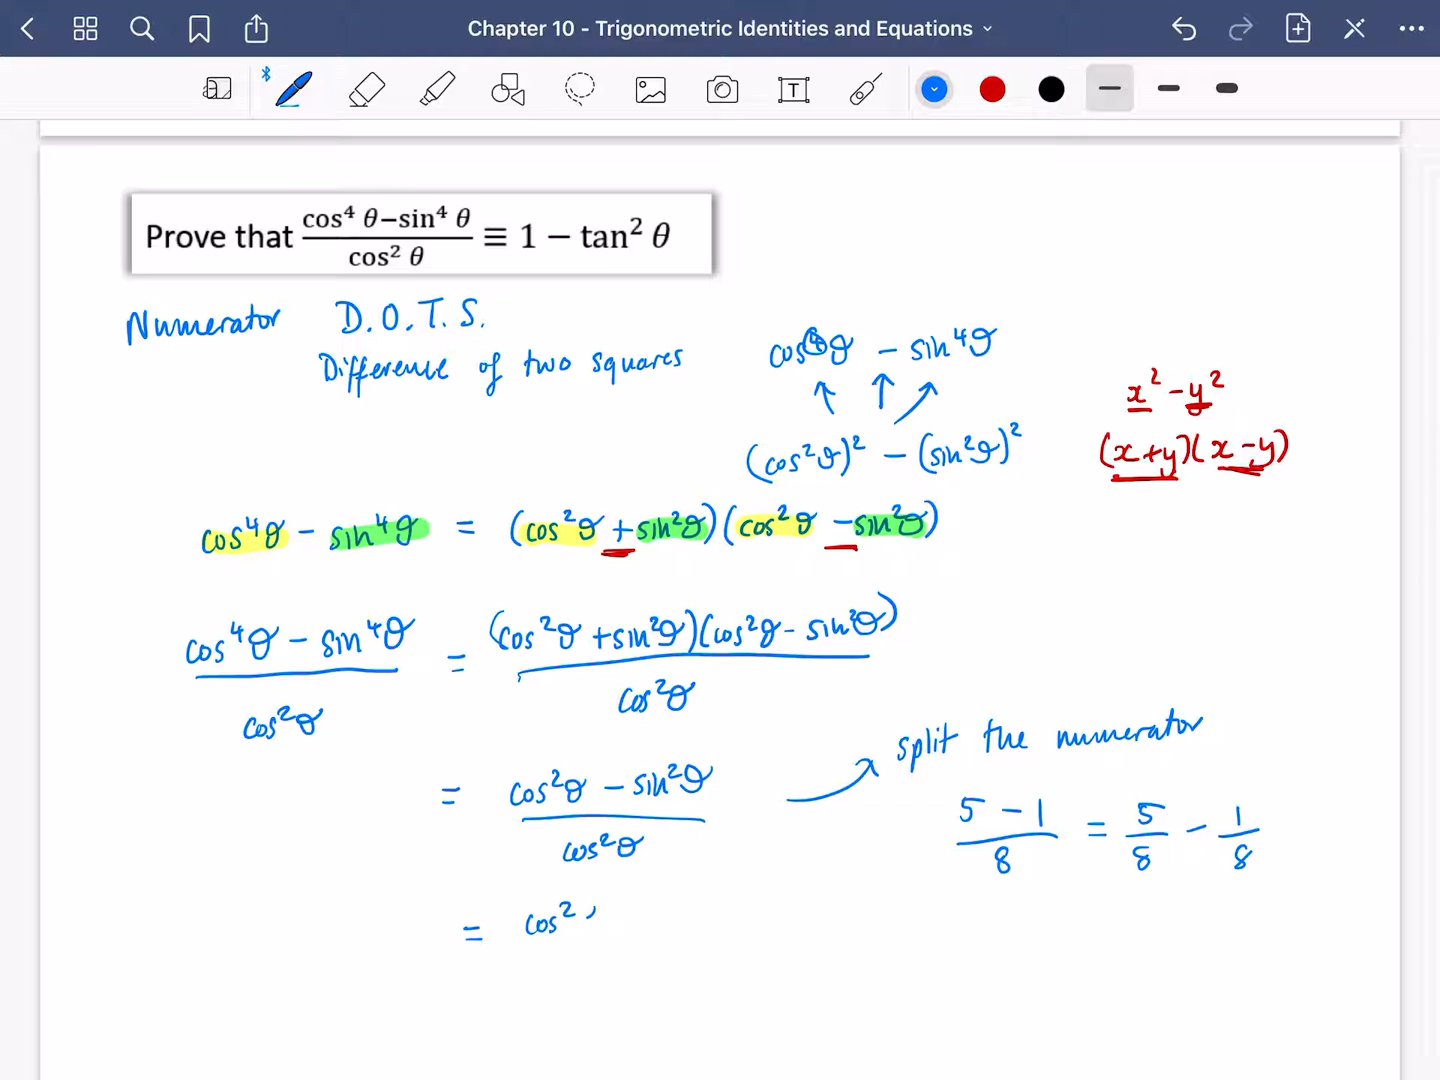 Chapter 10 - Trigonometric Identities and Equations
Prove that (cos⁴ θ−sin⁴ θ)/(cos² θ) ≡ 1 − tan² θ
Numerator D.O.T.S.
Difference of two squares
cos⁴θ − sin⁴θ
x² − y²
(cos²θ)² − (sin²θ)²
(x+y)(x−y)
cos⁴θ − sin⁴θ = (cos²θ + sin²θ)(cos²θ − sin²θ)
(cos⁴θ − sin⁴θ)/(cos²θ) = ((cos²θ + sin²θ)(cos²θ − sin²θ))/(cos²θ)
split the numerator
= (cos²θ − sin²θ)/(cos²θ)
(5 − 1)/8 = 5/8 − 1/8
= cos²